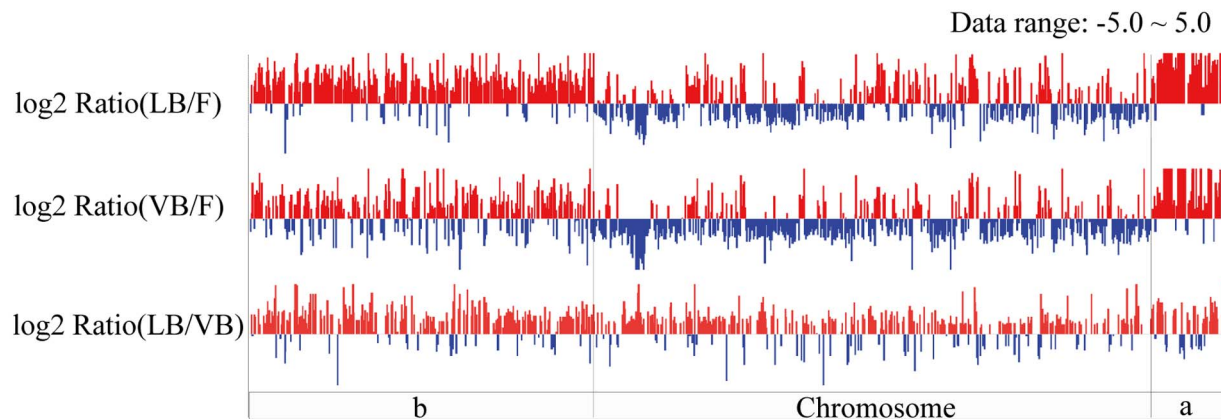 Data range: -5.0 ~ 5.0
log2 Ratio(LB/F)
log2 Ratio(VB/F)
log2 Ratio(LB/VB)
b Chromosome a